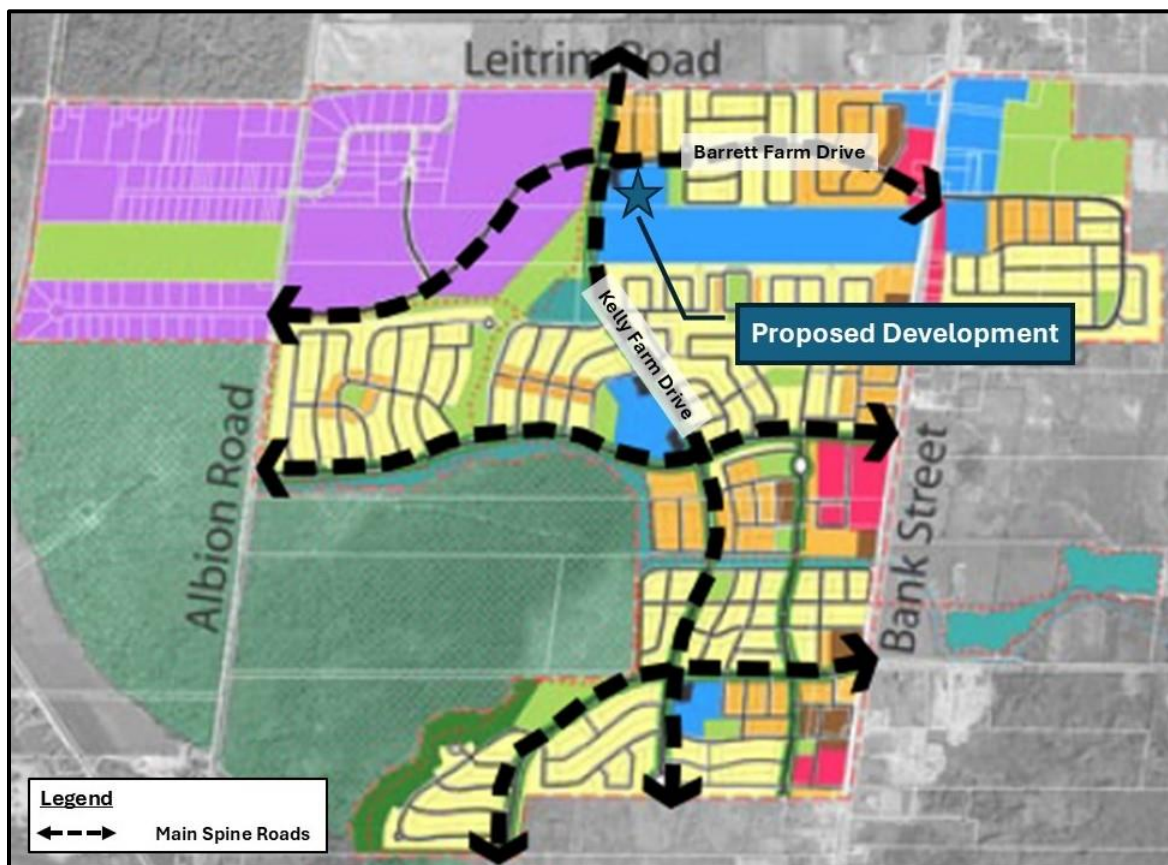 Leitrim Road
Barrett Farm Drive
Kelly Farm Drive
Proposed Development
Albion Road
Bank Street
Legend
Main Spine Roads